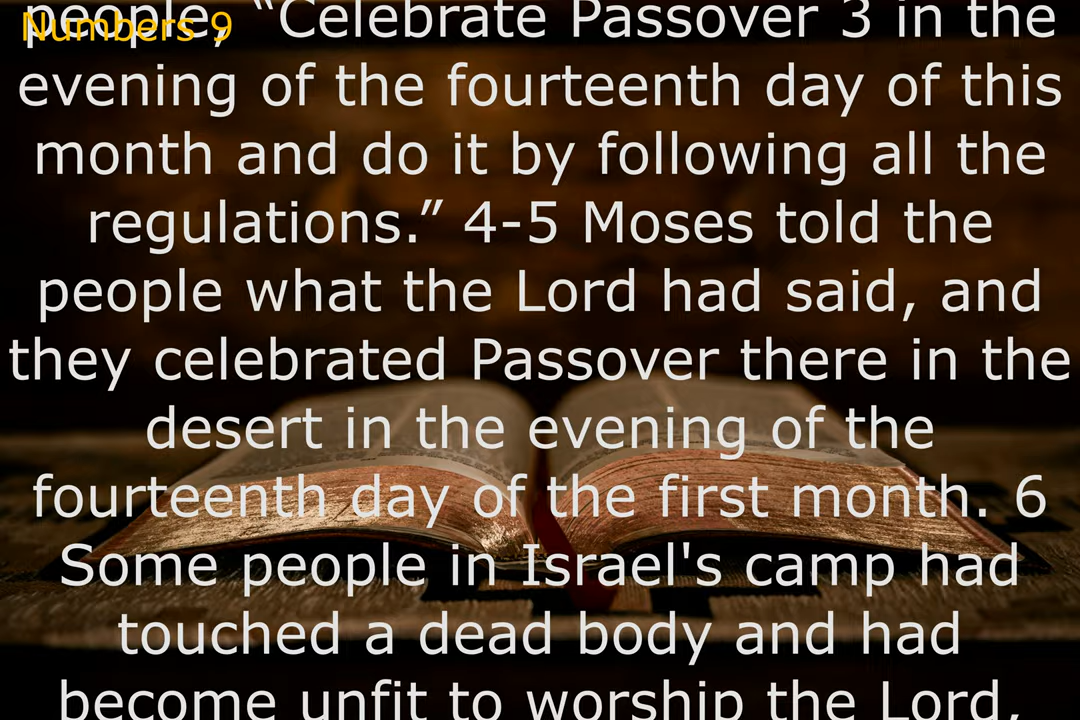 Numbers 9
people, “Celebrate Passover 3 in the
evening of the fourteenth day of this
month and do it by following all the
regulations.” 4-5 Moses told the
people what the Lord had said, and
they celebrated Passover there in the
desert in the evening of the
fourteenth day of the first month. 6
Some people in Israel's camp had
touched a dead body and had
become unfit to worship the Lord,